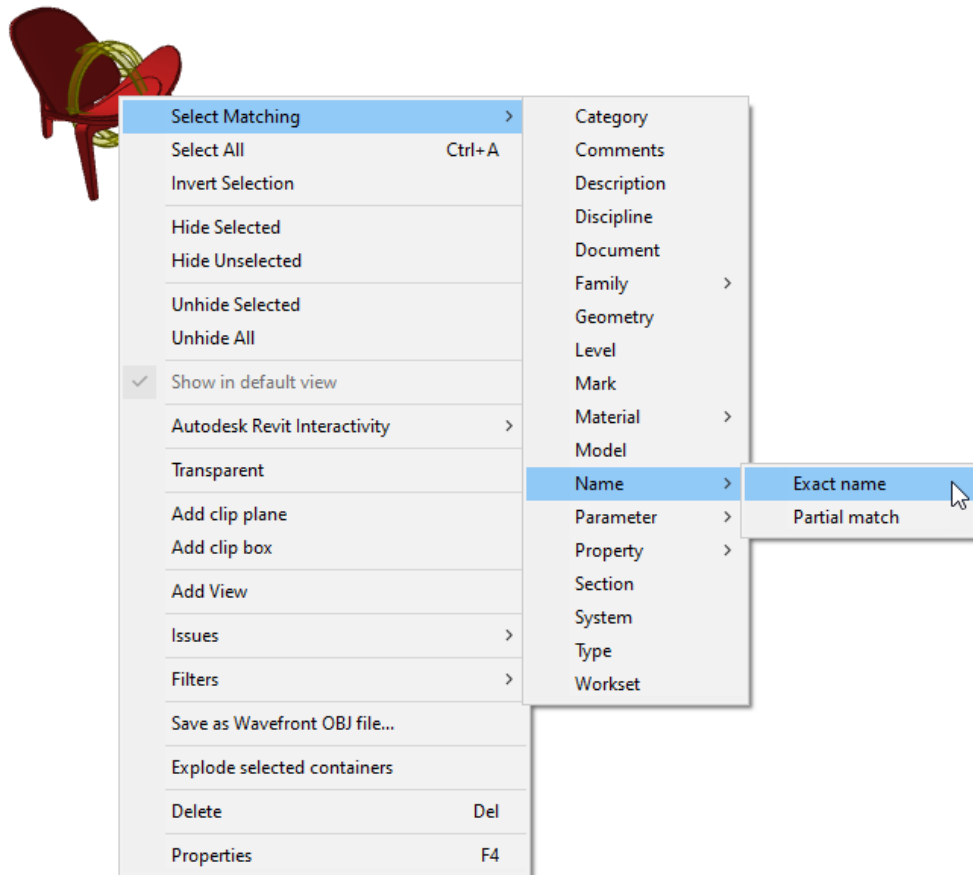 Select Matching
Select All Ctrl+A
Invert Selection
Hide Selected
Hide Unselected
Unhide Selected
Unhide All
Show in default view
Autodesk Revit Interactivity
Transparent
Add clip plane
Add clip box
Add View
Issues
Filters
Save as Wavefront OBJ file...
Explode selected containers
Delete Del
Properties F4
Category
Comments
Description
Discipline
Document
Family
Geometry
Level
Mark
Material
Model
Name
Parameter
Property
Section
System
Type
Workset
Exact name
Partial match